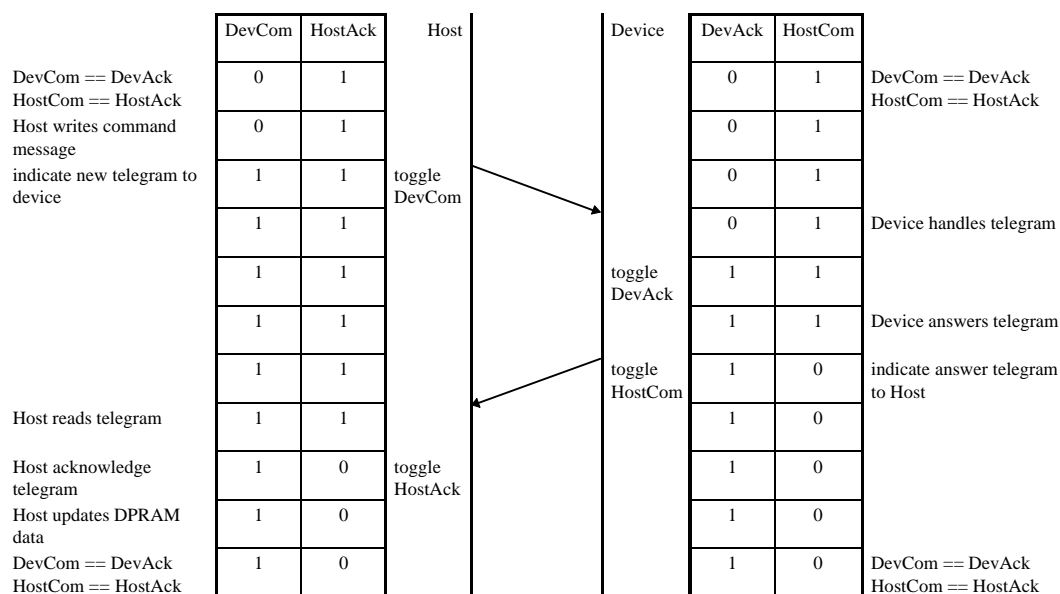 DevCom HostAck Host Device DevAck HostCom
DevCom == DevAck 0 1 0 1 DevCom == DevAck
HostCom == HostAck HostCom == HostAck
Host writes command 0 1 0 1
message
indicate new telegram to 1 1 toggle 0 1
device DevCom
1 1 0 1 Device handles telegram
1 1 toggle 1 1
DevAck
1 1 1 1 Device answers telegram
1 1 toggle 1 0 indicate answer telegram
HostCom to Host
Host reads telegram 1 1 1 0
Host acknowledge 1 0 toggle 1 0
telegram HostAck
Host updates DPRAM 1 0 1 0
data
DevCom == DevAck 1 0 1 0 DevCom == DevAck
HostCom == HostAck HostCom == HostAck